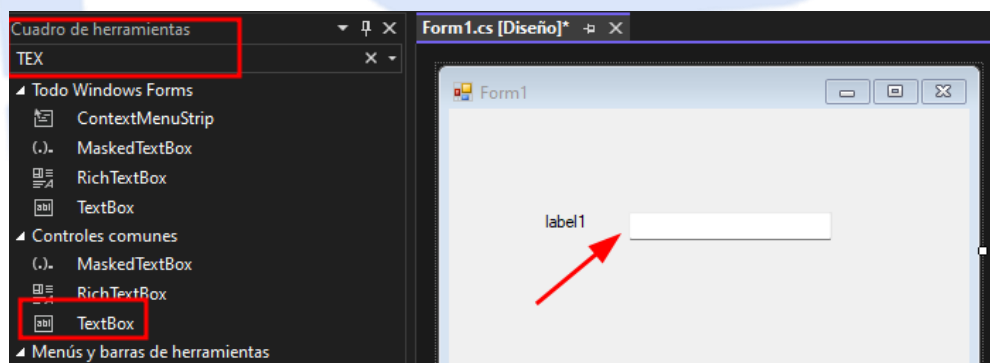 Cuadro de herramientas
TEX
Todo Windows Forms
ContextMenuStrip
MaskedTextBox
RichTextBox
TextBox
Controles comunes
MaskedTextBox
RichTextBox
TextBox
Menús y barras de herramientas
Form1.cs [Diseño]*
Form1
label1